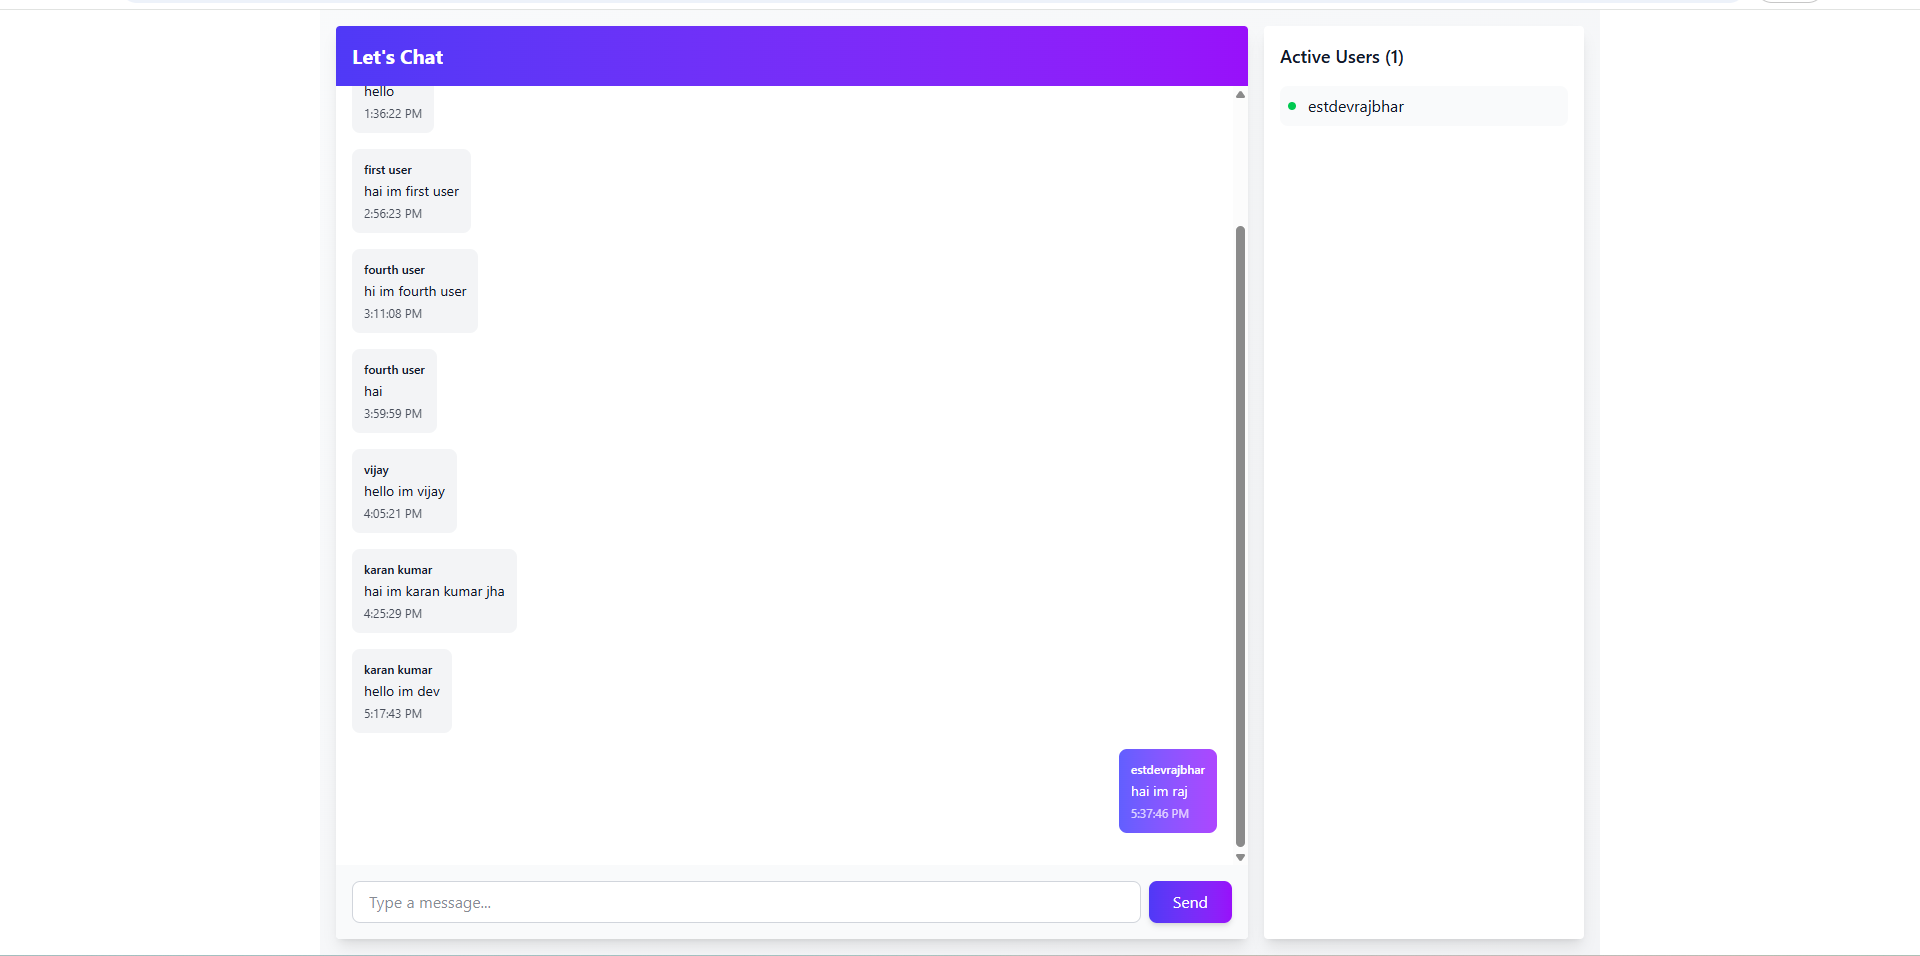 Let's Chat
hello
1:36:22 PM
first user
hai im first user
2:56:23 PM
fourth user
hi im fourth user
3:11:08 PM
fourth user
hai
3:59:59 PM
vijay
hello im vijay
4:05:21 PM
karan kumar
hai im karan kumar jha
4:25:29 PM
karan kumar
hello im dev
5:17:43 PM
estdevrajbhar
hai im raj
5:37:46 PM
Type a message...
Send
Active Users (1)
estdevrajbhar